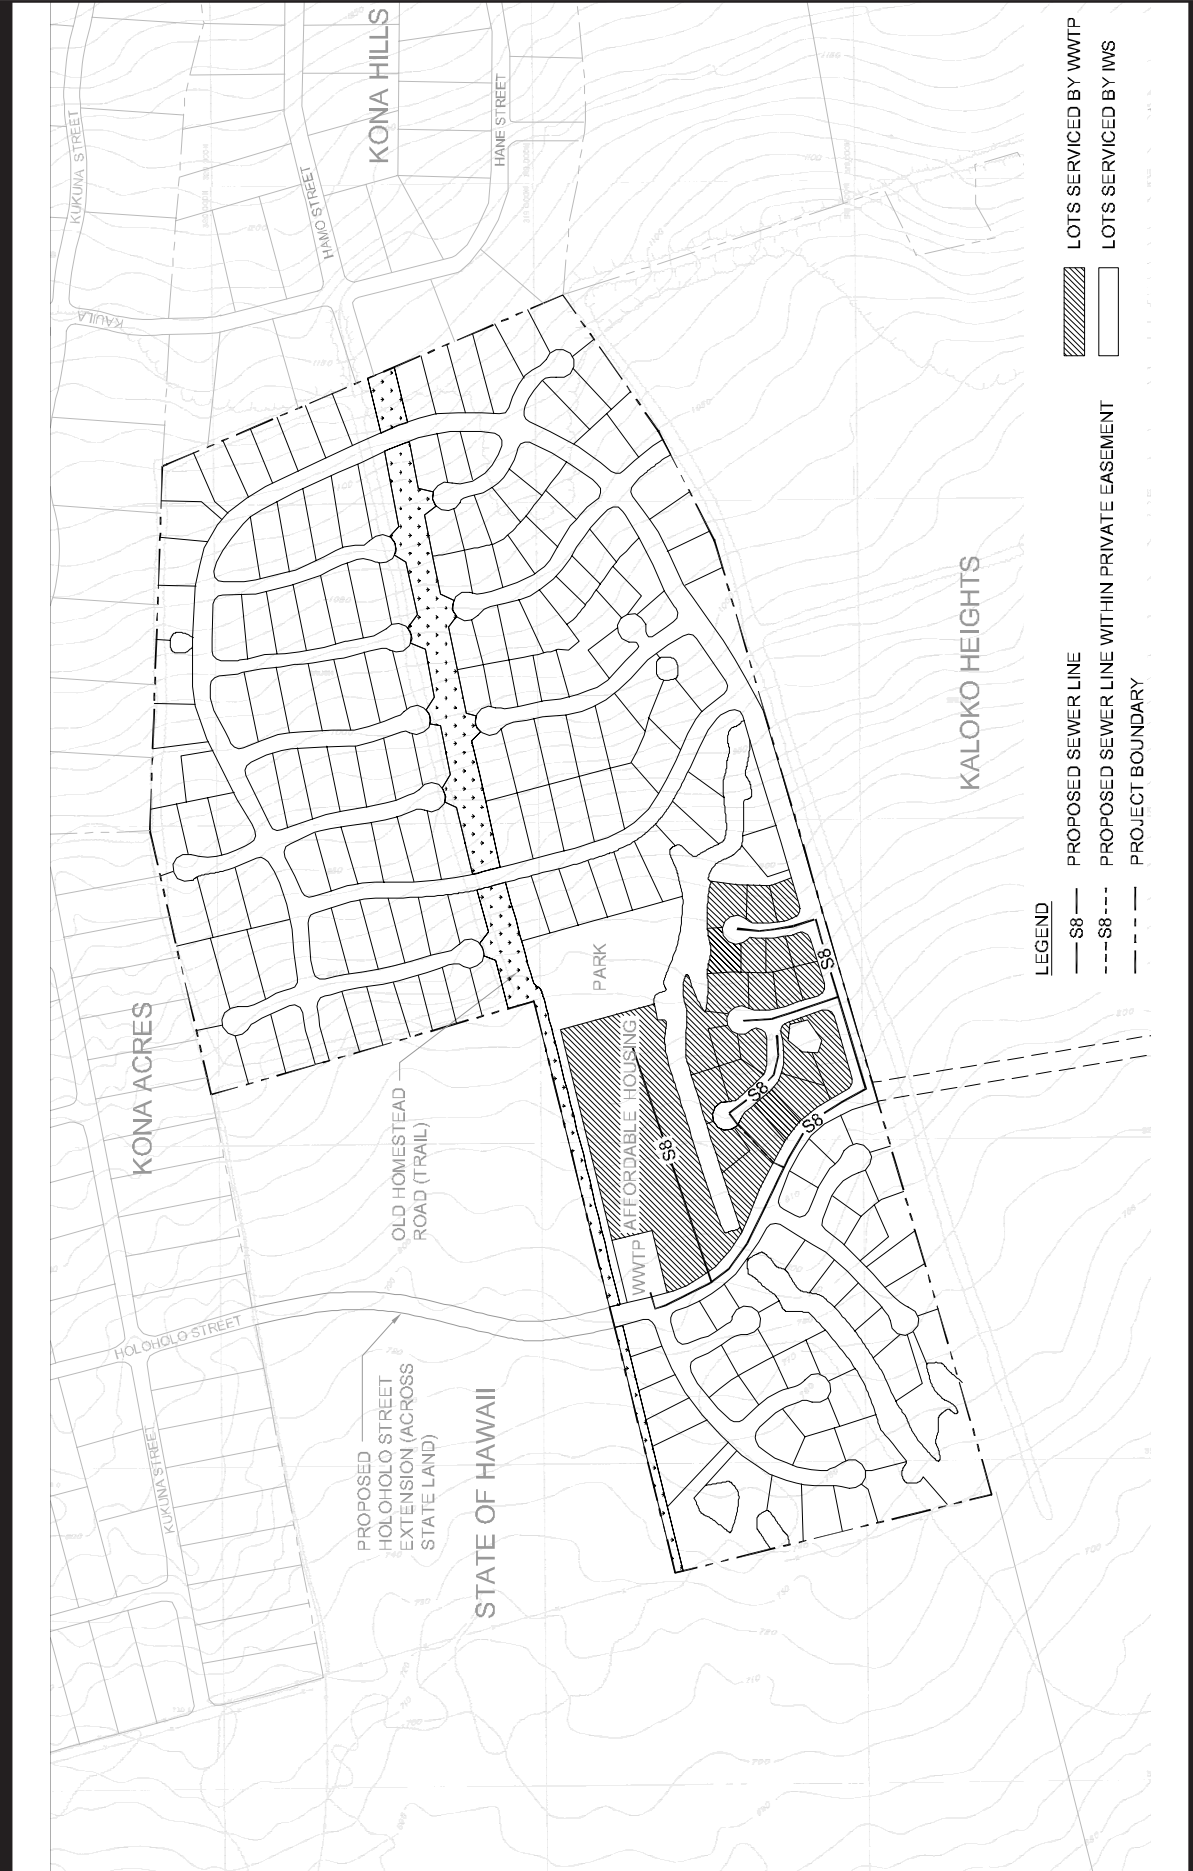 KUKUNA STREET
KONA HILLS
HANE STREET
HAMO STREET
KAUILA
KONA ACRES
OLD HOMESTEAD
ROAD (TRAIL)
HOLOHOLO STREET
KUKUNA STREET
PROPOSED
HOLOHOLO STREET
EXTENSION (ACROSS
STATE LAND)
STATE OF HAWAII
PARK
AFFORDABLE HOUSING
WWTP
S8
S8
S8
S8
KALOKO HEIGHTS
LEGEND
S8 PROPOSED SEWER LINE
S8 PROPOSED SEWER LINE WITHIN PRIVATE EASEMENT
PROJECT BOUNDARY
LOTS SERVICED BY WWTP
LOTS SERVICED BY IWS